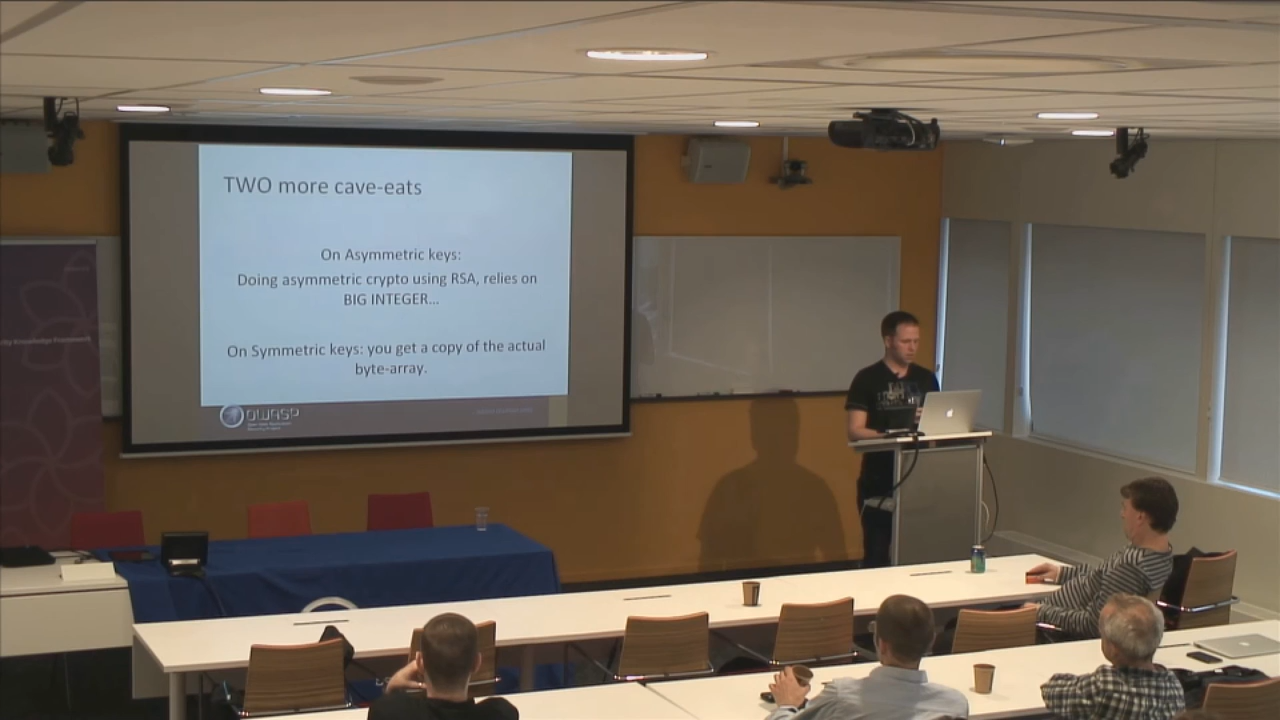 TWO more cave-eats
On Asymmetric keys:
Doing asymmetric crypto using RSA, relies on
BIG INTEGER...
On Symmetric keys: you get a copy of the actual
byte-array.
OWASP